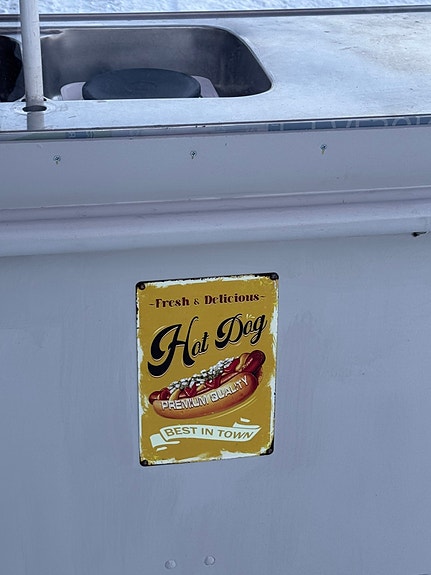 -Fresh & Delicious-
Hot Dog
PREMIUM QUALITY
BEST IN TOWN